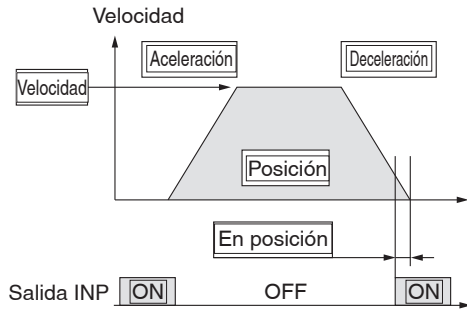 Velocidad
Aceleración
Deceleración
Velocidad
Posición
En posición
Salida INP ON OFF ON